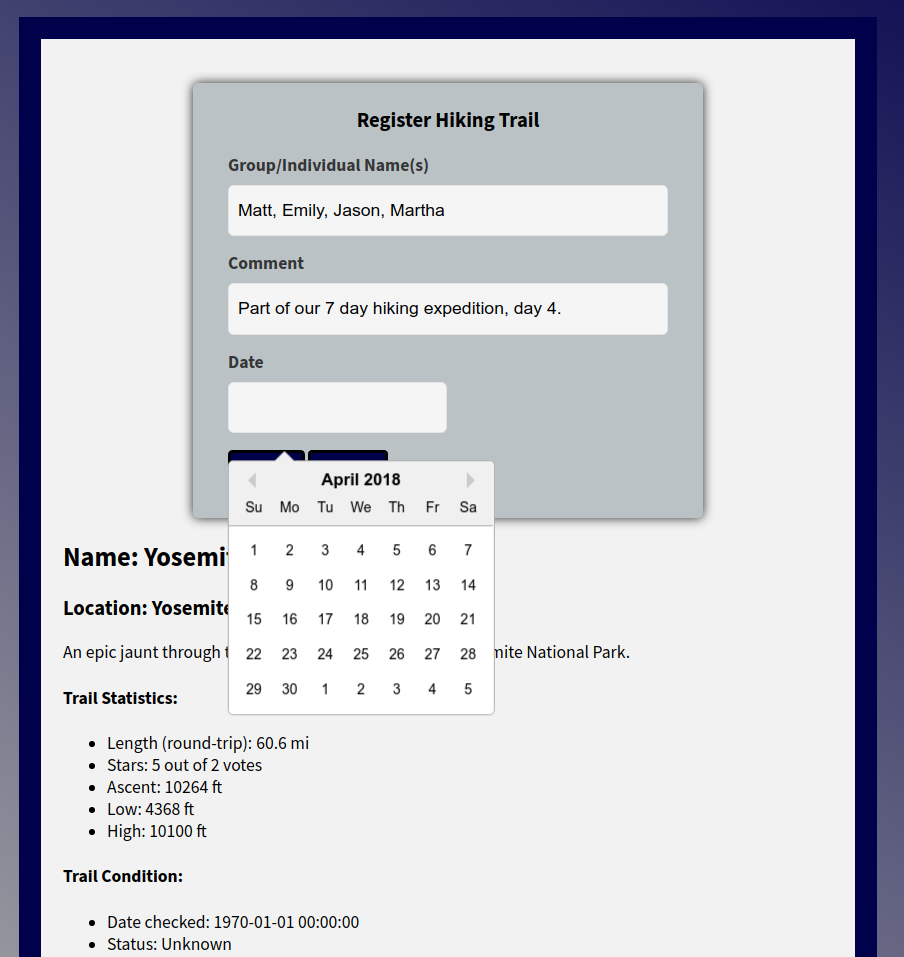 Register Hiking Trail
Group/Individual Name(s)
Matt, Emily, Jason, Martha
Comment
Part of our 7 day hiking expedition, day 4.
Date
April 2018
Su Mo Tu We Th Fr Sa
1 2 3 4 5 6 7
8 9 10 11 12 13 14
15 16 17 18 19 20 21
22 23 24 25 26 27 28
29 30 1 2 3 4 5
Name: Yosemi
Location: Yosemite
An epic jaunt through mite National Park.
Trail Statistics:
Length (round-trip): 60.6 mi
Stars: 5 out of 2 votes
Ascent: 10264 ft
Low: 4368 ft
High: 10100 ft
Trail Condition:
Date checked: 1970-01-01 00:00:00
Status: Unknown